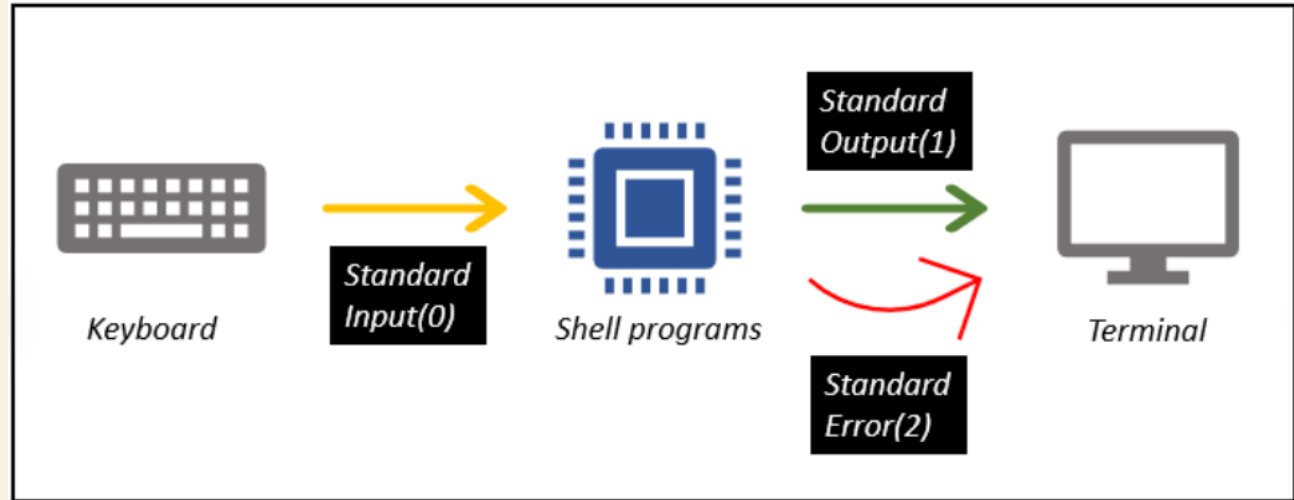 Standard
Output(1)
Standard
Input(0)
Keyboard
Shell programs
Terminal
Standard
Error(2)